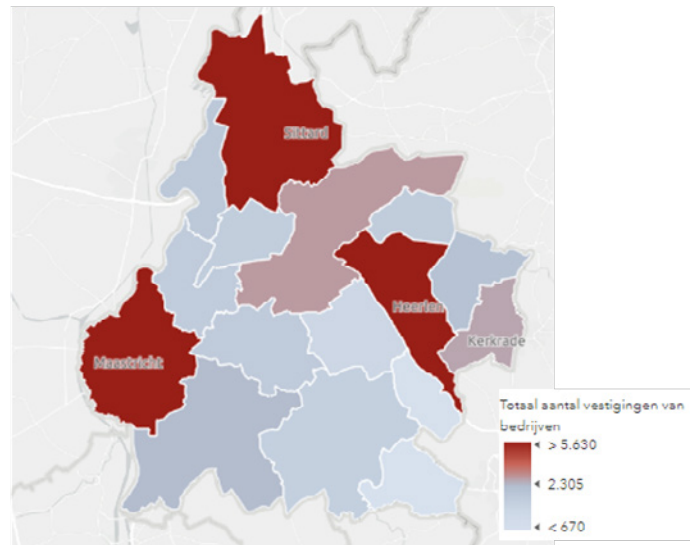 Sittard
Heerlen
Kerkrade
Maastricht
Totaal aantal vestigingen van
bedrijven
> 5.630
2.305
< 670